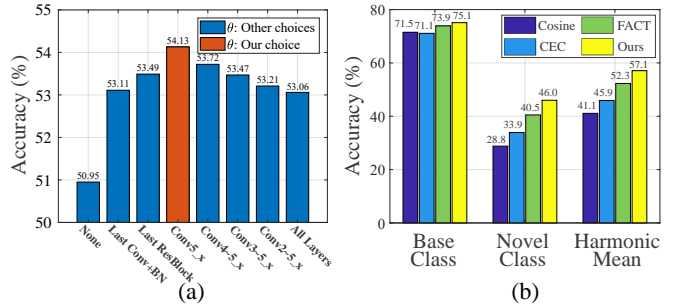 θ: Other choices
θ: Our choice
Accuracy (%)
55
54
53
52
51
50
50.95
53.11
53.49
54.13
53.72
53.47
53.21
53.06
None
Last Conv+BN
Last ResBlock
Conv5_x
Conv4-5_x
Conv3-5_x
Conv2-5_x
All Layers
(a)
Cosine
FACT
CEC
Ours
Accuracy (%)
80
60
40
20
0
71.5
71.1
73.9
75.1
28.8
33.9
40.5
46.0
41.1
45.9
52.3
57.1
Base
Class
Novel
Class
Harmonic
Mean
(b)